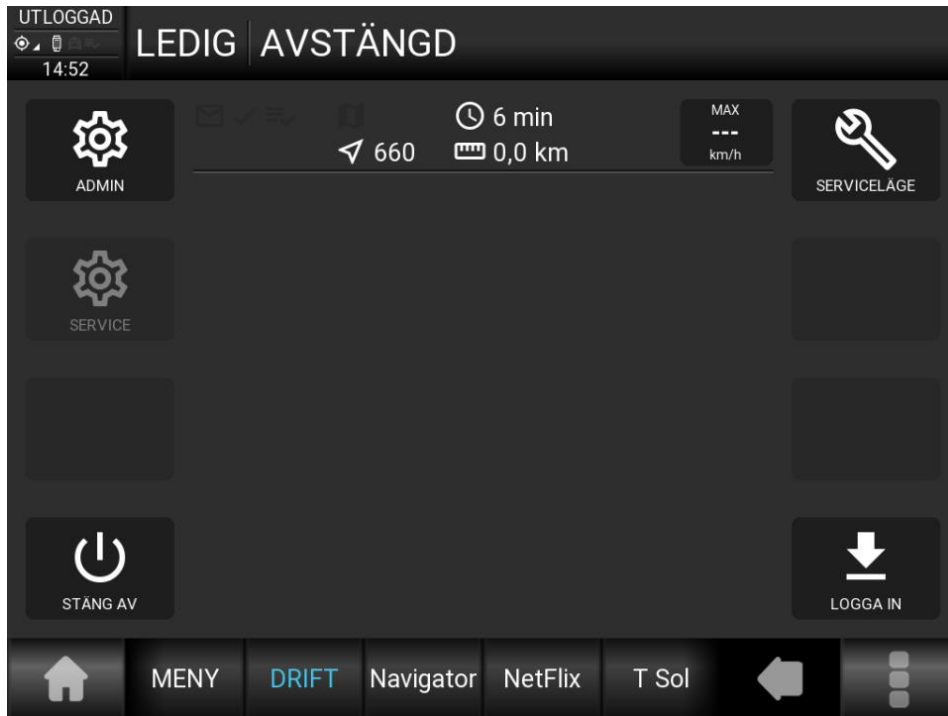 UTLOGGAD
14:52
LEDIG AVSTÄNGD
ADMIN
6 min
660
0,0 km
MAX
---
km/h
SERVICELÄGE
SERVICE
STÄNG AV
LOGGA IN
MENY DRIFT Navigator NetFlix T Sol